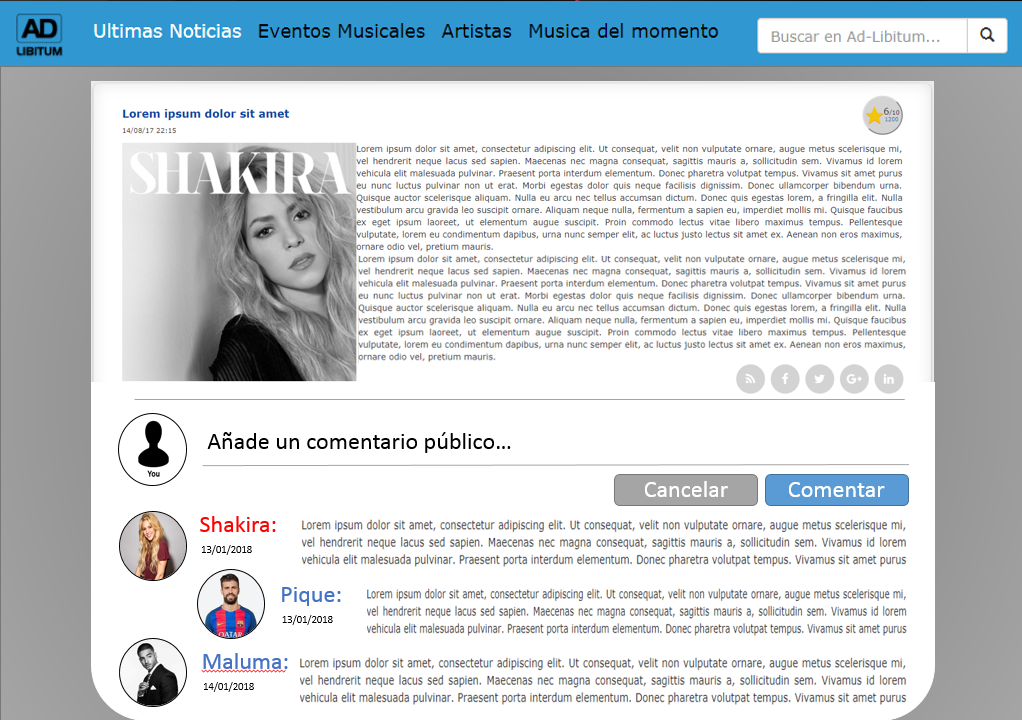 AD
LIBITUM
Ultimas Noticias Eventos Musicales Artistas Musica del momento
Buscar en Ad-Libitum...
Lorem ipsum dolor sit amet
14/08/17 22:15
6/10
1200
SHAKIRA
Lorem ipsum dolor sit amet, consectetur adipiscing elit. Ut consequat, velit non vulputate ornare, augue metus scelerisque mi,
vel hendrerit neque lacus sed sapien. Maecenas nec magna consequat, sagittis mauris a, sollicitudin sem. Vivamus id lorem
vehicula elit malesuada pulvinar. Praesent porta interdum elementum. Donec pharetra volutpat tempus. Vivamus sit amet purus
eu nunc luctus pulvinar non ut erat. Morbi egestas dolor quis neque facilisis dignissim. Donec ullamcorper bibendum urna.
Quisque auctor scelerisque aliquam. Nulla eu arcu nec tellus accumsan dictum. Donec quis egestas lorem, a fringilla elit. Nulla
vestibulum arcu gravida leo suscipit ornare. Aliquam neque nulla, fermentum a sapien eu, imperdiet mollis mi. Quisque faucibus
ex eget ipsum laoreet, ut elementum augue suscipit. Proin commodo lectus vitae libero maximus tempus. Pellentesque
vulputate, lorem eu condimentum dapibus, urna nunc semper elit, ac luctus justo lectus sit amet ex. Aenean non eros maximus,
ornare odio vel, pretium mauris.
Lorem ipsum dolor sit amet, consectetur adipiscing elit. Ut consequat, velit non vulputate ornare, augue metus scelerisque mi,
vel hendrerit neque lacus sed sapien. Maecenas nec magna consequat, sagittis mauris a, sollicitudin sem. Vivamus id lorem
vehicula elit malesuada pulvinar. Praesent porta interdum elementum. Donec pharetra volutpat tempus. Vivamus sit amet purus
eu nunc luctus pulvinar non ut erat. Morbi egestas dolor quis neque facilisis dignissim. Donec ullamcorper bibendum urna.
Quisque auctor scelerisque aliquam. Nulla eu arcu nec tellus accumsan dictum. Donec quis egestas lorem, a fringilla elit. Nulla
vestibulum arcu gravida leo suscipit ornare. Aliquam neque nulla, fermentum a sapien eu, imperdiet mollis mi. Quisque faucibus
ex eget ipsum laoreet, ut elementum augue suscipit. Proin commodo lectus vitae libero maximus tempus. Pellentesque
vulputate, lorem eu condimentum dapibus, urna nunc semper elit, ac luctus justo lectus sit amet ex. Aenean non eros maximus,
ornare odio vel, pretium mauris.
You
Añade un comentario público...
Cancelar Comentar
Shakira:
13/01/2018
Lorem ipsum dolor sit amet, consectetur adipiscing elit. Ut consequat, velit non vulputate ornare, augue metus scelerisque mi,
vel hendrerit neque lacus sed sapien. Maecenas nec magna consequat, sagittis mauris a, sollicitudin sem. Vivamus id lorem
vehicula elit malesuada pulvinar. Praesent porta interdum elementum. Donec pharetra volutpat tempus. Vivamus sit amet purus
QATAR
Pique:
13/01/2018
Lorem ipsum dolor sit amet, consectetur adipiscing elit. Ut consequat, velit non vulputate ornare, augue metus scelerisque mi,
vel hendrerit neque lacus sed sapien. Maecenas nec magna consequat, sagittis mauris a, sollicitudin sem. Vivamus id lorem
vehicula elit malesuada pulvinar. Praesent porta interdum elementum. Donec pharetra volutpat tempus. Vivamus sit amet purus
Maluma:
14/01/2018
Lorem ipsum dolor sit amet, consectetur adipiscing elit. Ut consequat, velit non vulputate ornare, augue metus scelerisque mi,
vel hendrerit neque lacus sed sapien. Maecenas nec magna consequat, sagittis mauris a, sollicitudin sem. Vivamus id lorem
vehicula elit malesuada pulvinar. Praesent porta interdum elementum. Donec pharetra volutpat tempus. Vivamus sit amet purus